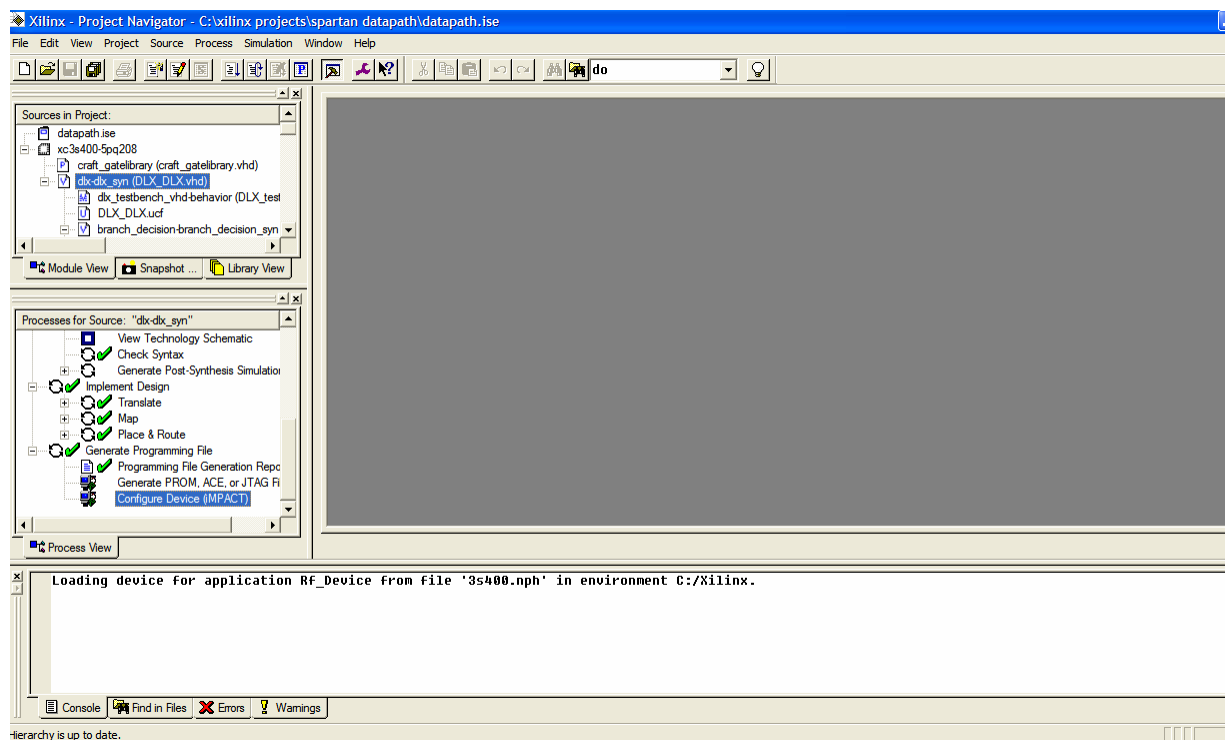 Xilinx - Project Navigator - C:\xilinx projects\spartan datapath\datapath.ise
File Edit View Project Source Process Simulation Window Help
P do
Sources in Project:
datapath.ise
xc3s400-5pq208
craft_gatelibrary (craft_gatelibrary.vhd)
dlx-dlx_syn (DLX_DLX.vhd)
dlx_testbench_vhd-behavior (DLX_test
DLX_DLX.ucf
branch_decision-branch_decision_syn
Module View Snapshot ... Library View
Processes for Source: "dlx-dlx_syn"
View Technology Schematic
Check Syntax
Generate Post-Synthesis Simulation
Implement Design
Translate
Map
Place & Route
Generate Programming File
Programming File Generation Repo
Generate PROM, ACE, or JTAG Fi
Configure Device (iMPACT)
Process View
Loading device for application Rf_Device from file '3s400.nph' in environment C:/Xilinx.
Console Find in Files Errors Warnings
Hierarchy is up to date.